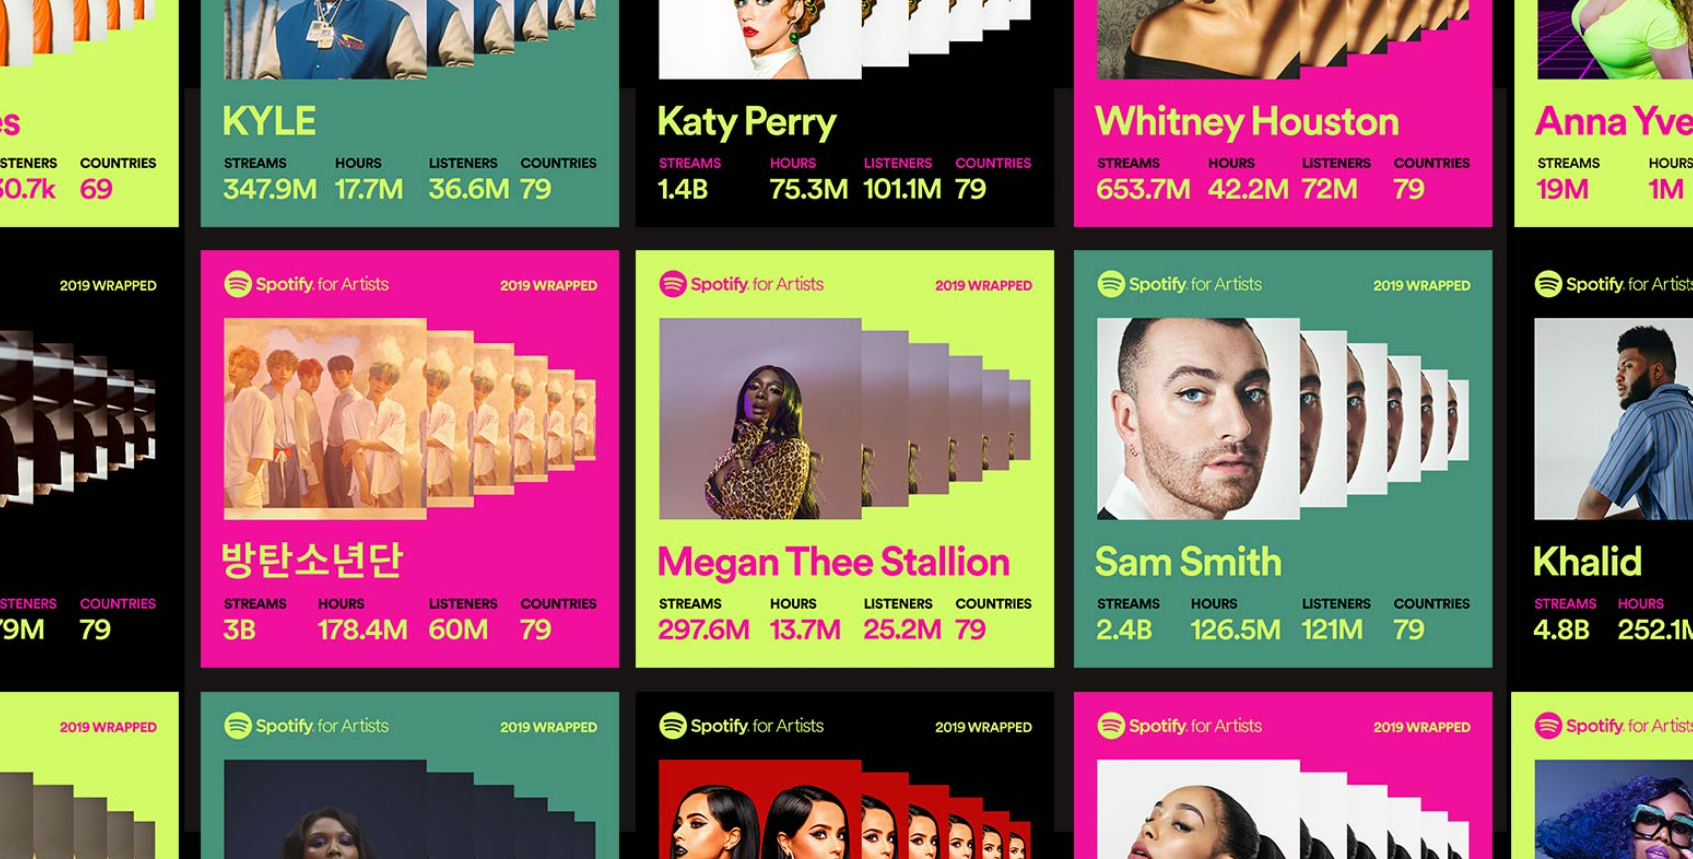 KYLE
STREAMS HOURS LISTENERS COUNTRIES
347.9M 17.7M 36.6M 79
Katy Perry
STREAMS HOURS LISTENERS COUNTRIES
1.4B 75.3M 101.1M 79
Whitney Houston
STREAMS HOURS LISTENERS COUNTRIES
653.7M 42.2M 72M 79
Anna Yve
STREAMS HOURS
19M 1M
COUNTRIES
69
2019 WRAPPED
COUNTRIES
79
Spotify for Artists 2019 WRAPPED
방탄소년단
STREAMS HOURS LISTENERS COUNTRIES
3B 178.4M 60M 79
Spotify for Artists 2019 WRAPPED
Megan Thee Stallion
STREAMS HOURS LISTENERS COUNTRIES
297.6M 13.7M 25.2M 79
Spotify for Artists 2019 WRAPPED
Sam Smith
STREAMS HOURS LISTENERS COUNTRIES
2.4B 126.5M 121M 79
Spotify for Artists
Khalid
STREAMS HOURS
4.8B 252.1M
2019 WRAPPED
Spotify for Artists 2019 WRAPPED
Spotify for Artists 2019 WRAPPED
Spotify for Artists 2019 WRAPPED
Spotify for Artists